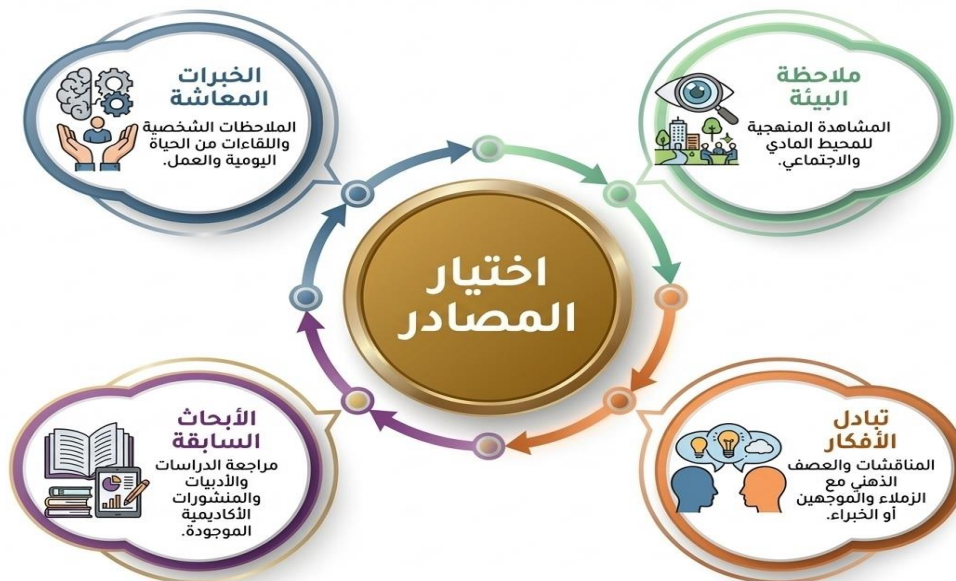 ملاحظة
البيئة
المشاهدة المنهجية
للمحيط المادي
والاجتماعي.
الخبرات
المعاشة
الملاحظات الشخصية
واللقاءات من الحياة
اليومية والعمل.
اختيار
المصادر
تبادل
الأفكار
المناقشات والعصف
الذهني مع
الزملاء والموجهين
أو الخبراء.
الأبحاث
السابقة
مراجعة الدراسات
والأدبيات
والمنشورات
الأكاديمية
الموجودة.